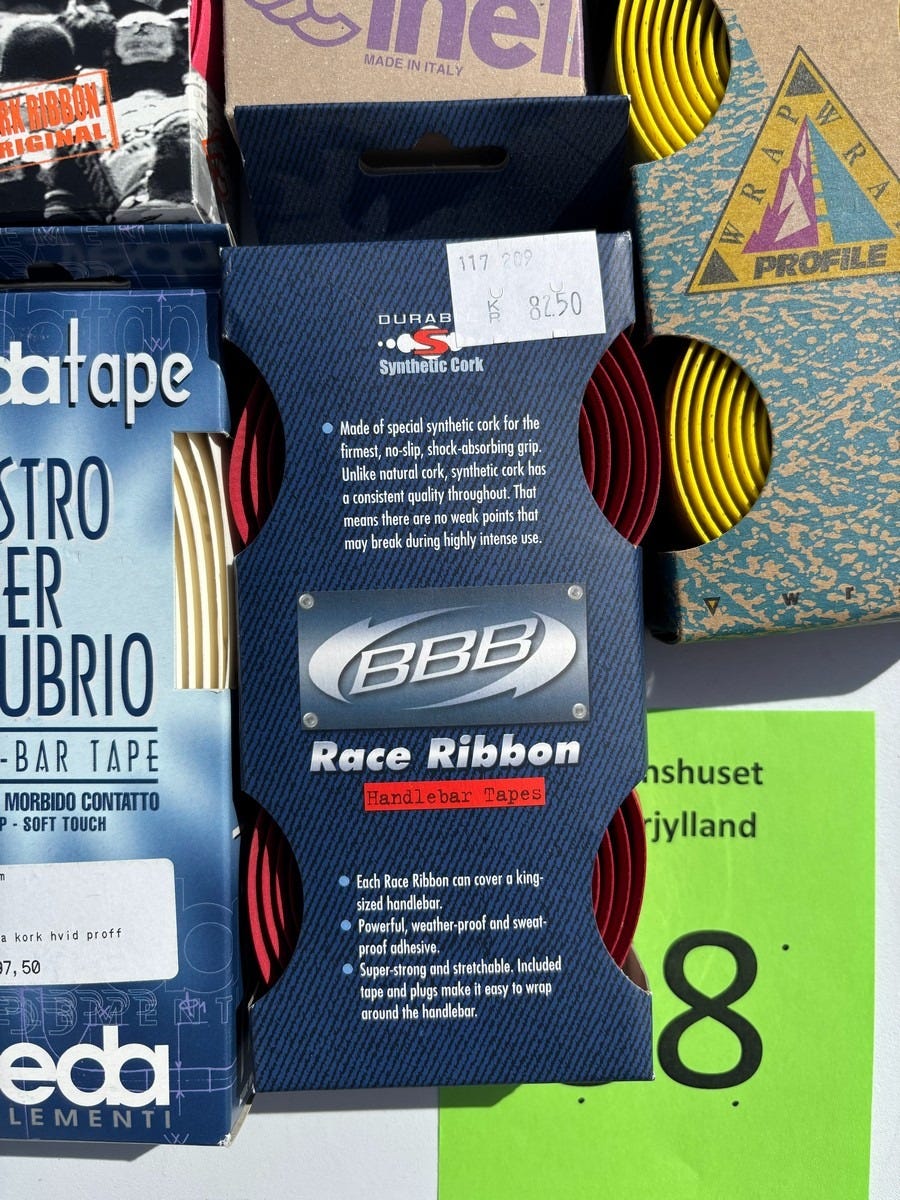 RIBBON
RIGINAL
inelli
MADE IN ITALY
WRAP WRA
PROFILE
w r
117 209
UKP 82.50
DURAB
Synthetic Cork
Made of special synthetic cork for the
firmest, no-slip, shock-absorbing grip.
Unlike natural cork, synthetic cork has
a consistent quality throughout. That
means there are no weak points that
may break during highly intense use.
BBB
Race Ribbon
Handlebar Tapes
Each Race Ribbon can cover a king-
sized handlebar.
Powerful, weather-proof and sweat-
proof adhesive.
Super-strong and stretchable. Included
tape and plugs make it easy to wrap
around the handlebar.
tape
STRO
ER
UBRIO
-BAR TAPE
MORBIDO CONTATTO
P - SOFT TOUCH
m
a kork hvid proff
97,50
eda
LEMENTI
nshuset
rjylland
8